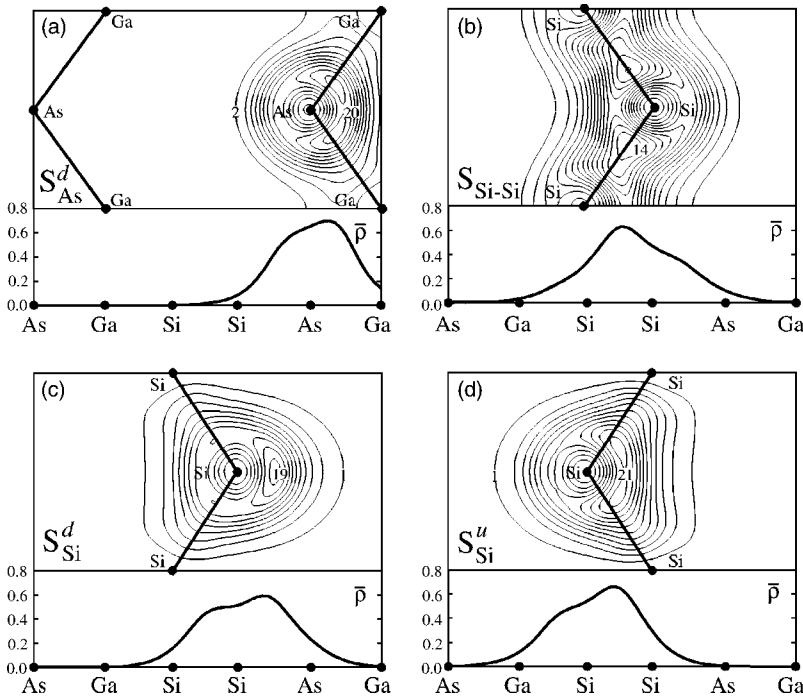 (a)
Ga
Ga
As
2
As
20
Ga
Ga
S^d_As
0.8
0.6
0.4
0.2
0.0
ρ̄
As Ga Si Si As Ga
(b)
Si
1
Si
14
Si
S_Si-Si
0.8
0.6
0.4
0.2
0.0
ρ̄
As Ga Si Si As Ga
(c)
Si
Si
19
1
Si
S^d_Si
0.8
0.6
0.4
0.2
0.0
ρ̄
As Ga Si Si As Ga
(d)
Si
1
Si
21
Si
S^u_Si
0.8
0.6
0.4
0.2
0.0
ρ̄
As Ga Si Si As Ga